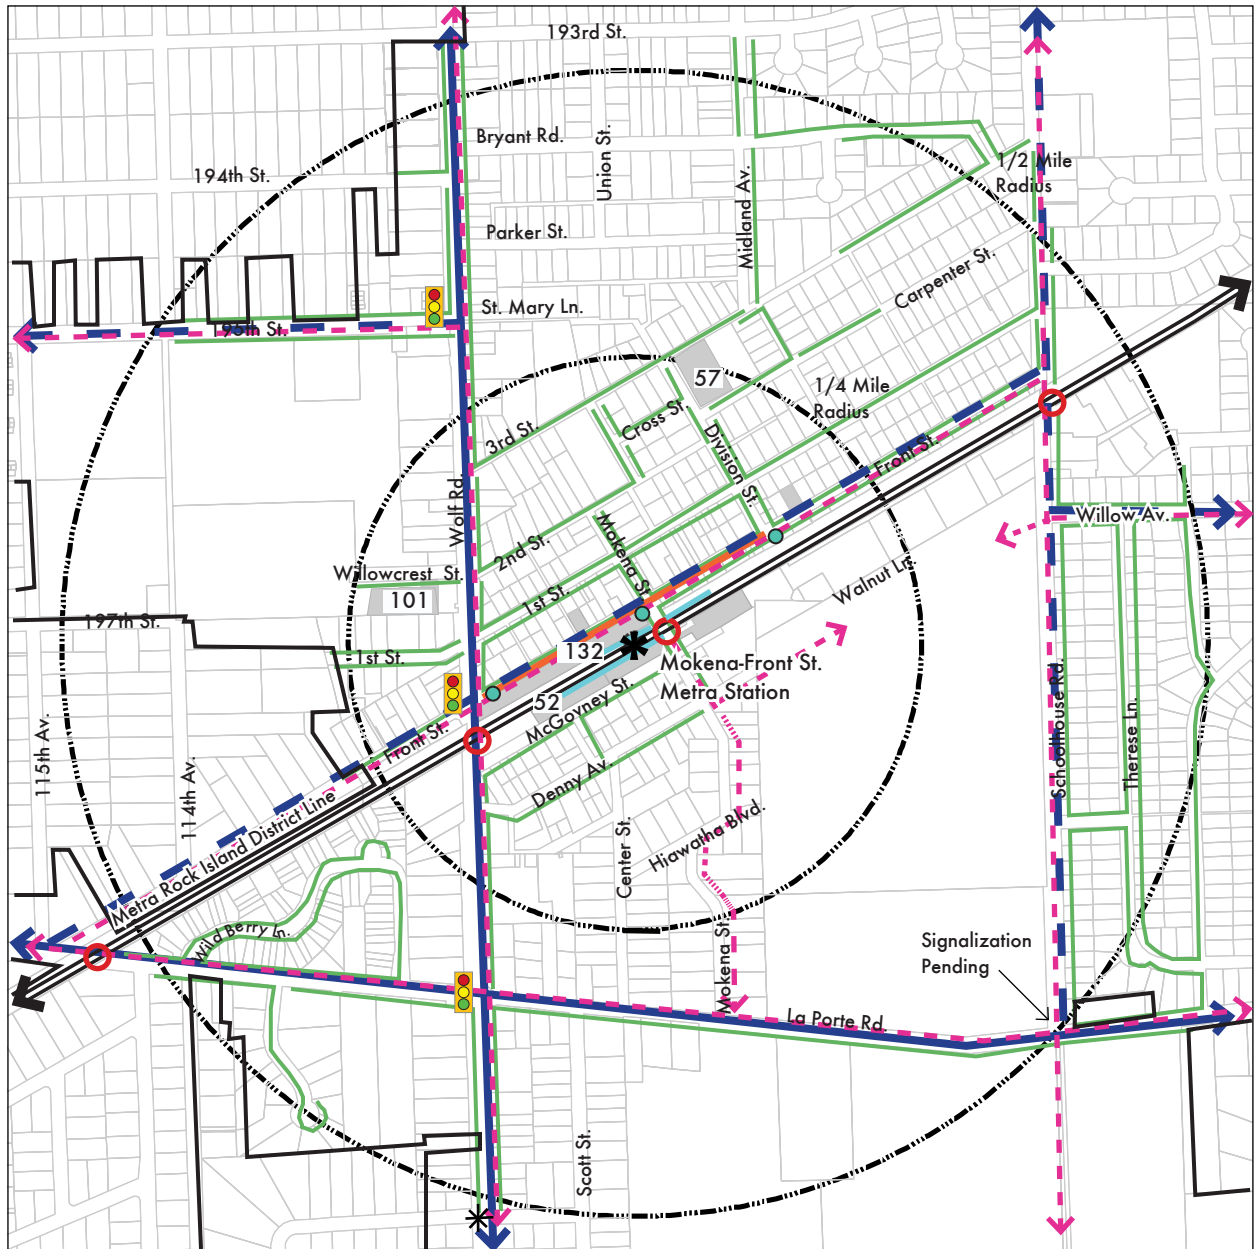 193rd St.
Bryant Rd.
Union St.
1/2 Mile
Radius
194th St.
Midland Av.
Parker St.
Carpenter St.
St. Mary Ln.
195th St.
57
1/4 Mile
Radius
Cross St.
3rd St.
Division St.
Front St.
Wolf Rd.
Willow Av.
Mokena St.
2nd St.
Willowcrest St.
101
1st St.
Walnut Ln.
197th St.
1st St.
132
Mokena-Front St.
Metra Station
52
McGovney St.
Front St.
Schoolhouse Rd.
Therese Ln.
115th Av.
114th Av.
Denny Av.
Metra Rock Island District Line
Center St.
Hiawatha Blvd.
Wild Berry Ln.
Mokena St.
Signalization
Pending
La Porte Rd.
Scott St.